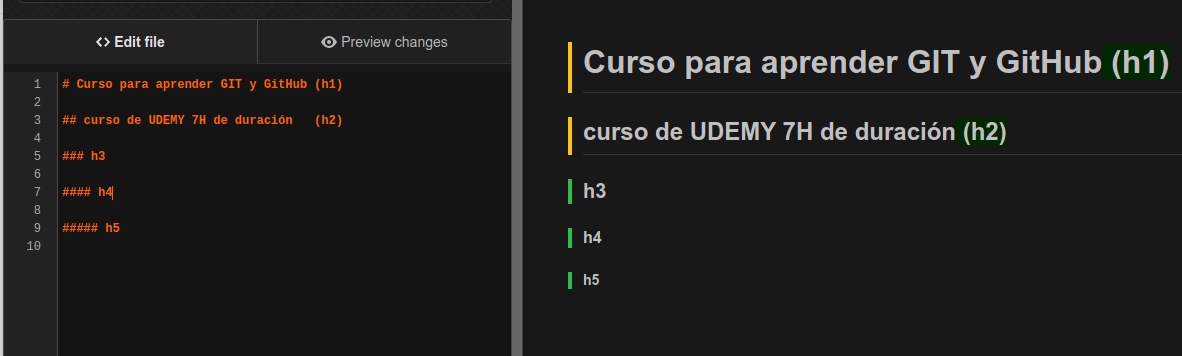 <> Edit file
Preview changes
1 # Curso para aprender GIT y GitHub (h1)
2
3 ## curso de UDEMY 7H de duración   (h2)
4
5 ### h3
6
7 #### h4
8
9 ##### h5
10
Curso para aprender GIT y GitHub (h1)
curso de UDEMY 7H de duración (h2)
h3
h4
h5